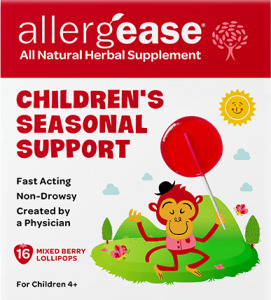 allergease®
All Natural Herbal Supplement
CHILDREN'S
SEASONAL
SUPPORT
Fast Acting
Non-Drowsy
Created by
a Physician
16 MIXED BERRY
LOLLIPOPS
For Children 4+